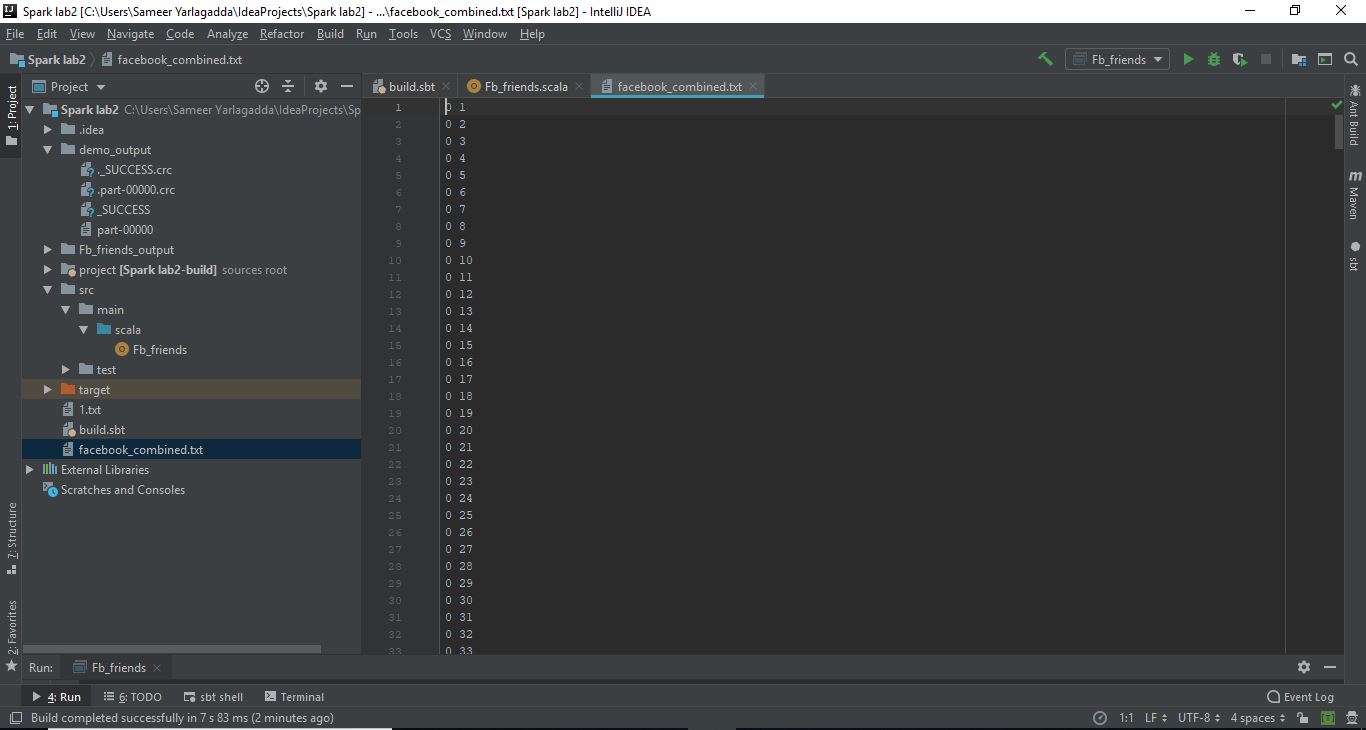 Spark lab2 [C:\Users\Sameer Yarlagadda\IdeaProjects\Spark lab2] - ...\facebook_combined.txt [Spark lab2] - IntelliJ IDEA
File Edit View Navigate Code Analyze Refactor Build Run Tools VCS Window Help
Spark lab2 facebook_combined.txt Fb_friends
Project build.sbt Fb_friends.scala facebook_combined.txt
1: Project
Spark lab2 C:\Users\Sameer Yarlagadda\IdeaProjects\Sp
.idea
demo_output
._SUCCESS.crc
.part-00000.crc
_SUCCESS
part-00000
Fb_friends_output
project [Spark lab2-build] sources root
src
main
scala
Fb_friends
test
target
1.txt
build.sbt
facebook_combined.txt
External Libraries
Scratches and Consoles
7: Structure
2: Favorites
1 0 1
2 0 2
3 0 3
4 0 4
5 0 5
6 0 6
7 0 7
8 0 8
9 0 9
10 0 10
11 0 11
12 0 12
13 0 13
14 0 14
15 0 15
16 0 16
17 0 17
18 0 18
19 0 19
20 0 20
21 0 21
22 0 22
23 0 23
24 0 24
25 0 25
26 0 26
27 0 27
28 0 28
29 0 29
30 0 30
31 0 31
32 0 32
33 0 33
Ant Build
m Maven
sbt
Run: Fb_friends
4: Run 6: TODO sbt shell Terminal Event Log
Build completed successfully in 7 s 83 ms (2 minutes ago) 1:1 LF UTF-8 4 spaces